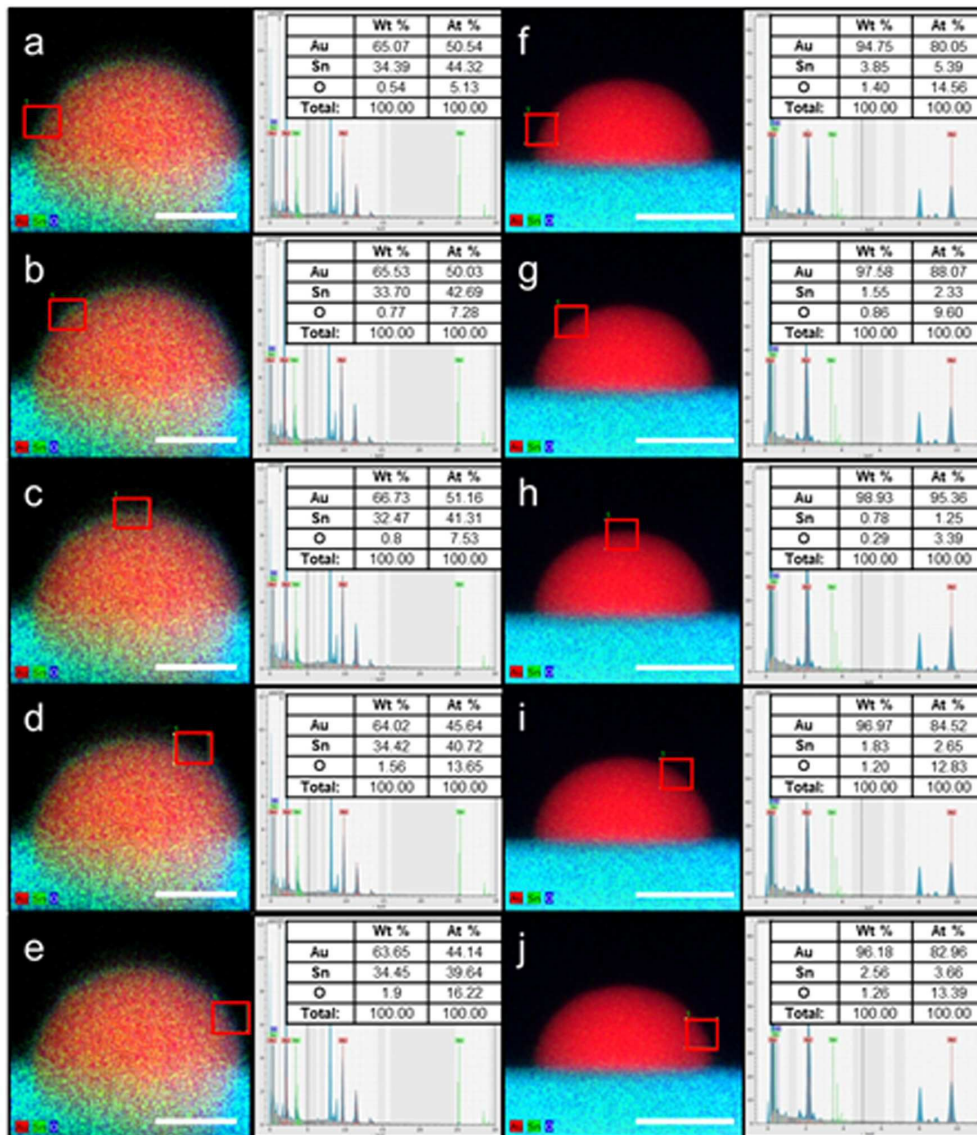 a
Wt % At %
Au 65.07 50.54
Sn 34.39 44.32
O 0.54 5.13
Total: 100.00 100.00
f
Wt % At %
Au 94.75 80.05
Sn 3.85 5.39
O 1.40 14.56
Total: 100.00 100.00
b
Wt % At %
Au 65.53 50.03
Sn 33.70 42.69
O 0.77 7.28
Total: 100.00 100.00
g
Wt % At %
Au 97.58 88.07
Sn 1.55 2.33
O 0.86 9.60
Total: 100.00 100.00
c
Wt % At %
Au 66.73 51.16
Sn 32.47 41.31
O 0.8 7.53
Total: 100.00 100.00
h
Wt % At %
Au 98.93 95.36
Sn 0.78 1.25
O 0.29 3.39
Total: 100.00 100.00
d
Wt % At %
Au 64.02 45.64
Sn 34.42 40.72
O 1.56 13.65
Total: 100.00 100.00
i
Wt % At %
Au 96.97 84.52
Sn 1.83 2.65
O 1.20 12.83
Total: 100.00 100.00
e
Wt % At %
Au 63.65 44.14
Sn 34.45 39.64
O 1.9 16.22
Total: 100.00 100.00
j
Wt % At %
Au 96.18 82.96
Sn 2.56 3.66
O 1.26 13.39
Total: 100.00 100.00